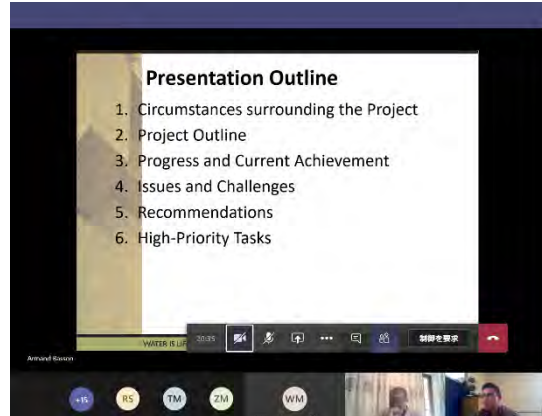 Presentation Outline
1. Circumstances surrounding the Project
2. Project Outline
3. Progress and Current Achievement
4. Issues and Challenges
5. Recommendations
6. High-Priority Tasks
WATER IS LIF
20:35
制御を要求
Armand Basson
+15
RS
TM
ZM
WM